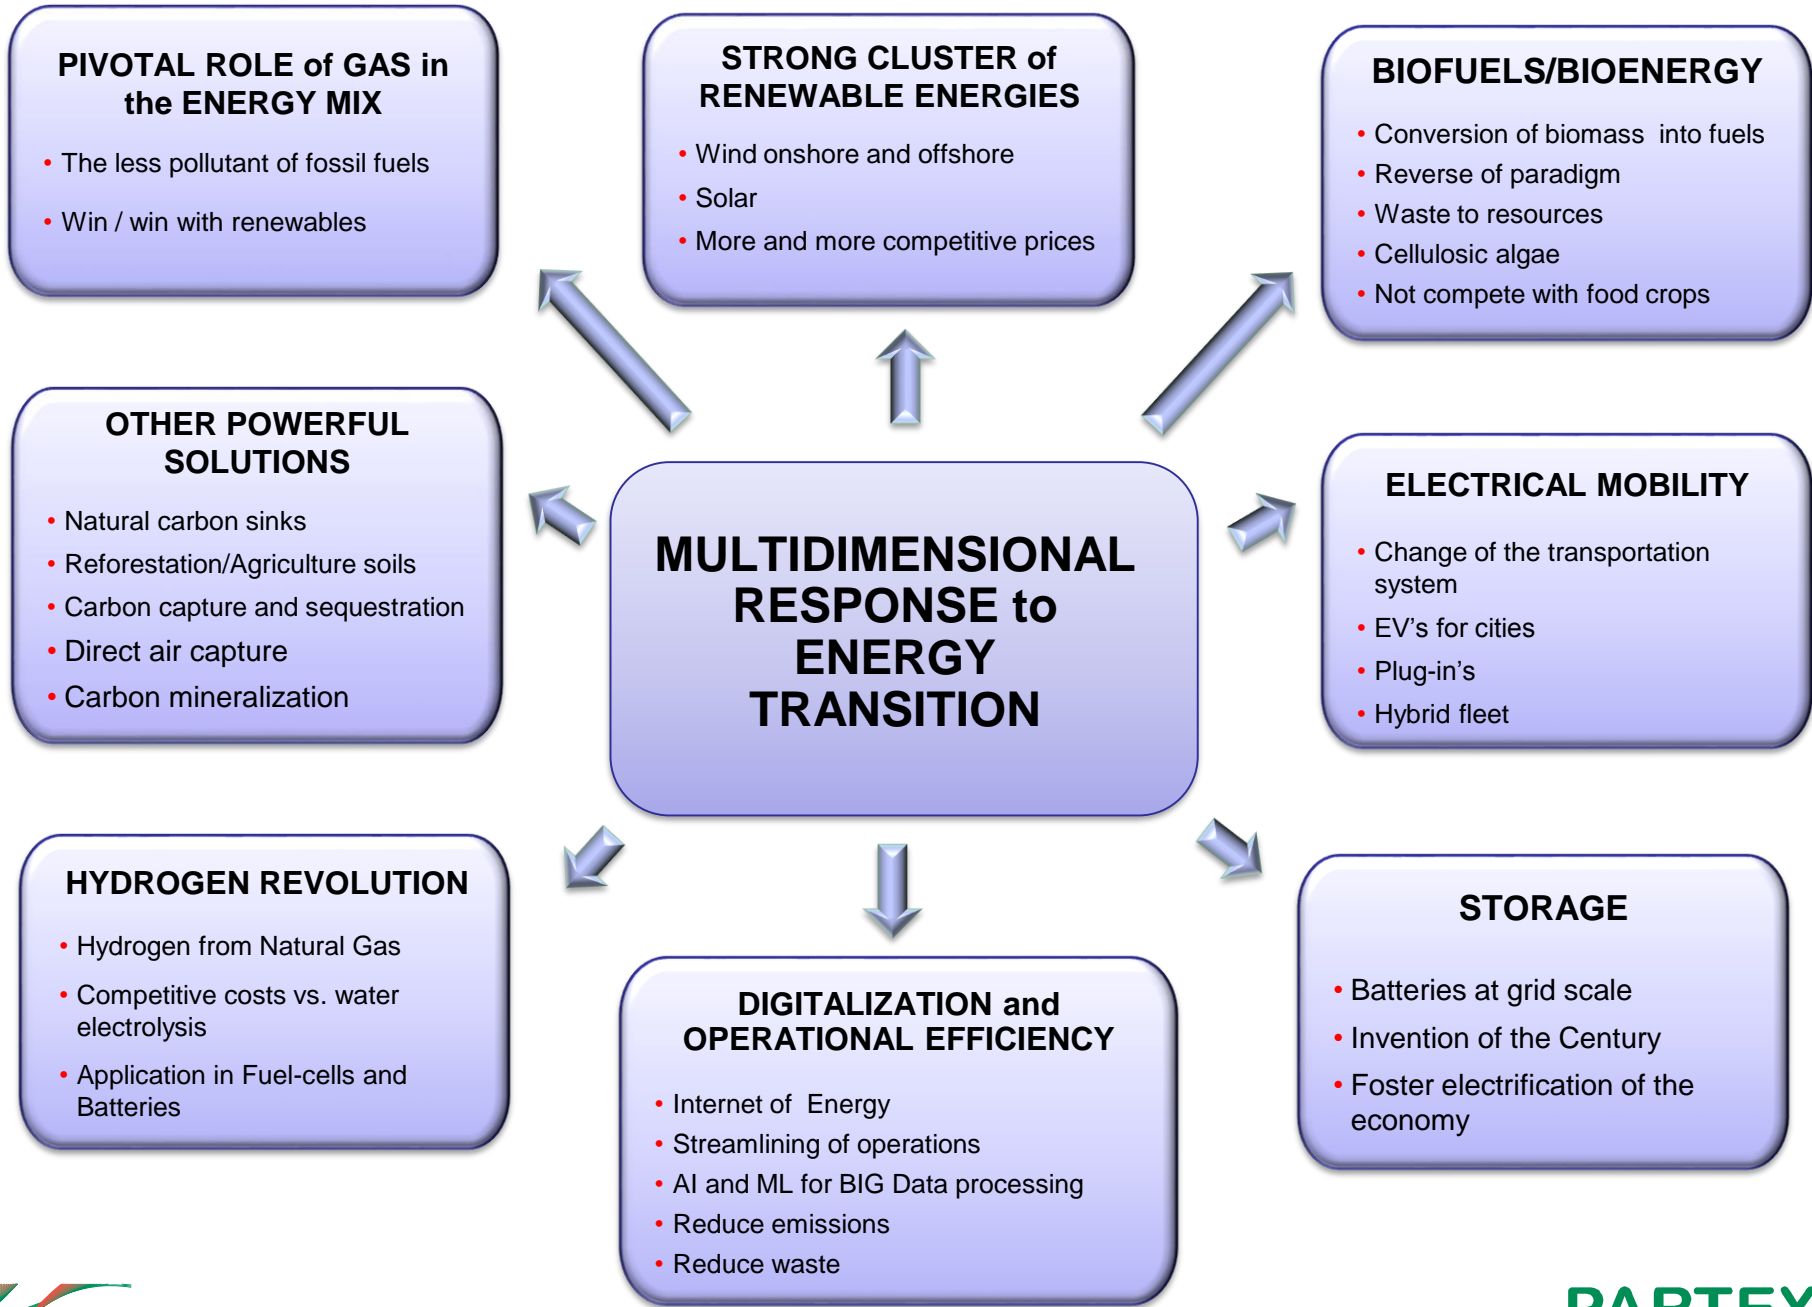 PIVOTAL ROLE of GAS in
the ENERGY MIX
• The less pollutant of fossil fuels
• Win / win with renewables
STRONG CLUSTER of
RENEWABLE ENERGIES
• Wind onshore and offshore
• Solar
• More and more competitive prices
BIOFUELS/BIOENERGY
• Conversion of biomass into fuels
• Reverse of paradigm
• Waste to resources
• Cellulosic algae
• Not compete with food crops
OTHER POWERFUL
SOLUTIONS
• Natural carbon sinks
• Reforestation/Agriculture soils
• Carbon capture and sequestration
• Direct air capture
• Carbon mineralization
MULTIDIMENSIONAL
RESPONSE to
ENERGY
TRANSITION
ELECTRICAL MOBILITY
• Change of the transportation
system
• EV's for cities
• Plug-in's
• Hybrid fleet
HYDROGEN REVOLUTION
• Hydrogen from Natural Gas
• Competitive costs vs. water
electrolysis
• Application in Fuel-cells and
Batteries
DIGITALIZATION and
OPERATIONAL EFFICIENCY
• Internet of Energy
• Streamlining of operations
• AI and ML for BIG Data processing
• Reduce emissions
• Reduce waste
STORAGE
• Batteries at grid scale
• Invention of the Century
• Foster electrification of the
economy
PARTEX